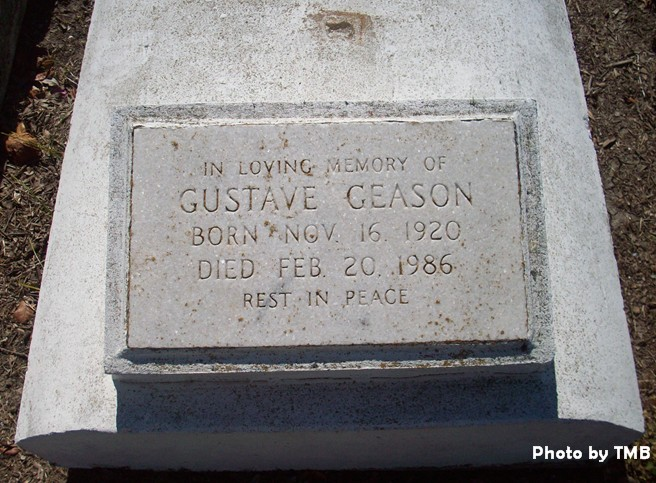 IN LOVING MEMORY OF
GUSTAVE GEASON
BORN NOV. 16, 1920
DIED FEB. 20, 1986
REST IN PEACE
Photo by TMB